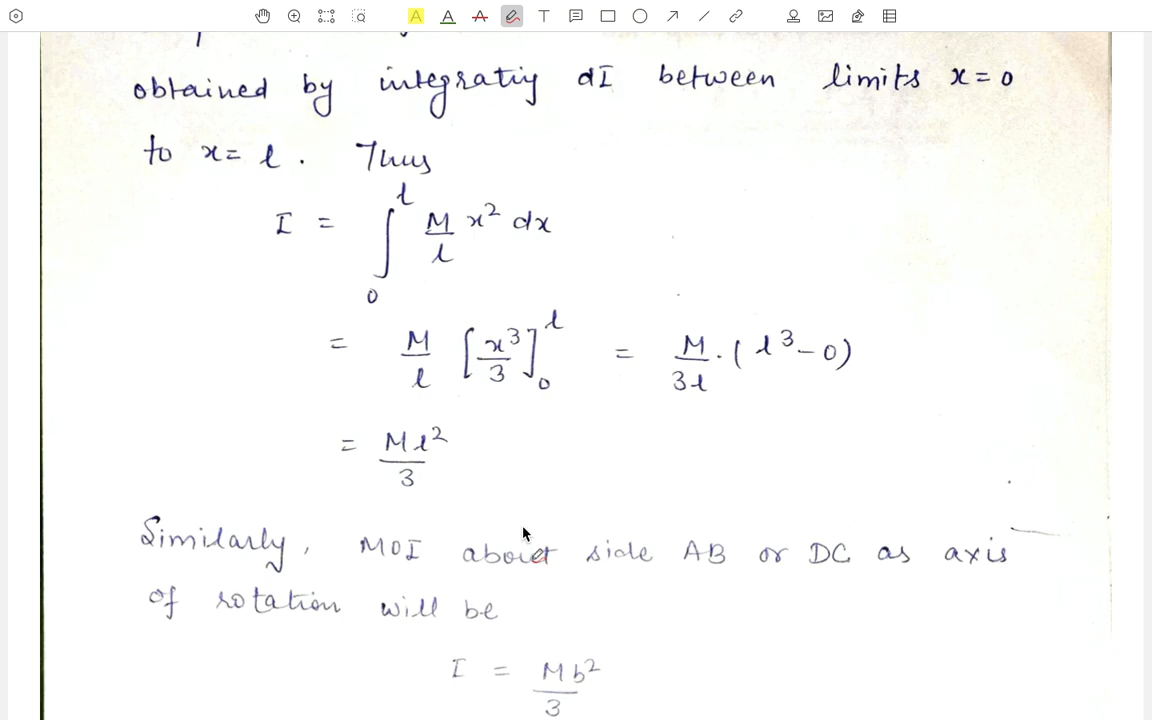 obtained by integratiy dI between limits x = 0
to x = l . Thus
I = ∫₀ˡ M/l x² dx
= M/l [x³/3]₀ˡ = M/3l . (l³ - 0)
= Ml²/3
Similarly, MOI about side AB or DC as axis
of rotation will be
I = Mb²/3